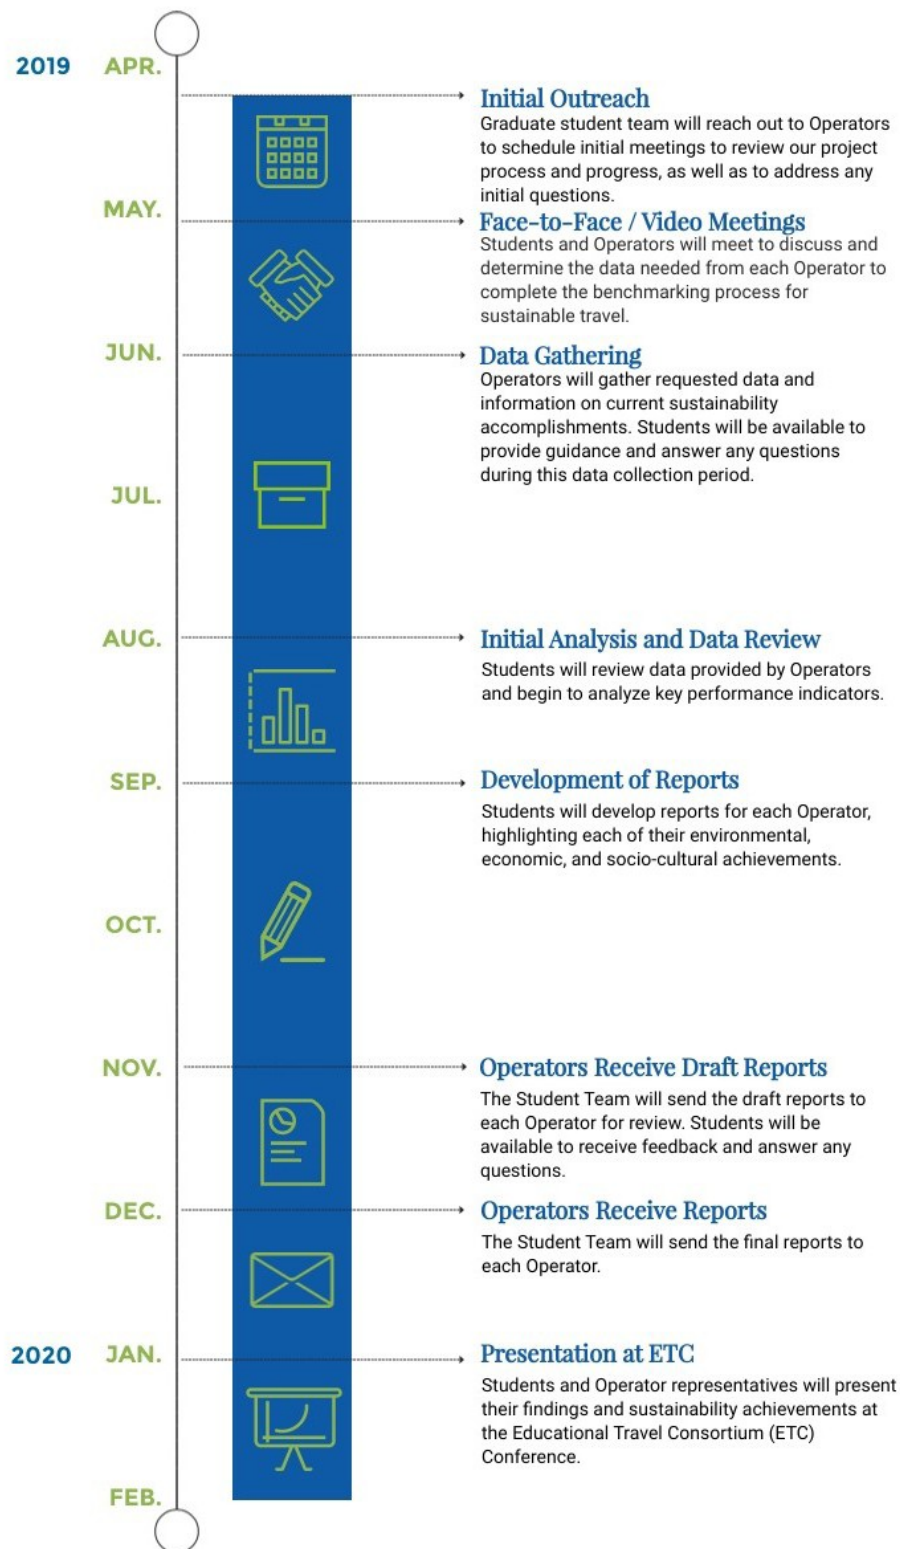 2019 APR.
Initial Outreach
Graduate student team will reach out to Operators
to schedule initial meetings to review our project
process and progress, as well as to address any
initial questions.
MAY.
Face-to-Face / Video Meetings
Students and Operators will meet to discuss and
determine the data needed from each Operator to
complete the benchmarking process for
sustainable travel.
JUN.
Data Gathering
Operators will gather requested data and
information on current sustainability
accomplishments. Students will be available to
provide guidance and answer any questions
during this data collection period.
JUL.
AUG.
Initial Analysis and Data Review
Students will review data provided by Operators
and begin to analyze key performance indicators.
SEP.
Development of Reports
Students will develop reports for each Operator,
highlighting each of their environmental,
economic, and socio-cultural achievements.
OCT.
NOV.
Operators Receive Draft Reports
The Student Team will send the draft reports to
each Operator for review. Students will be
available to receive feedback and answer any
questions.
DEC.
Operators Receive Reports
The Student Team will send the final reports to
each Operator.
2020 JAN.
Presentation at ETC
Students and Operator representatives will present
their findings and sustainability achievements at
the Educational Travel Consortium (ETC)
Conference.
FEB.